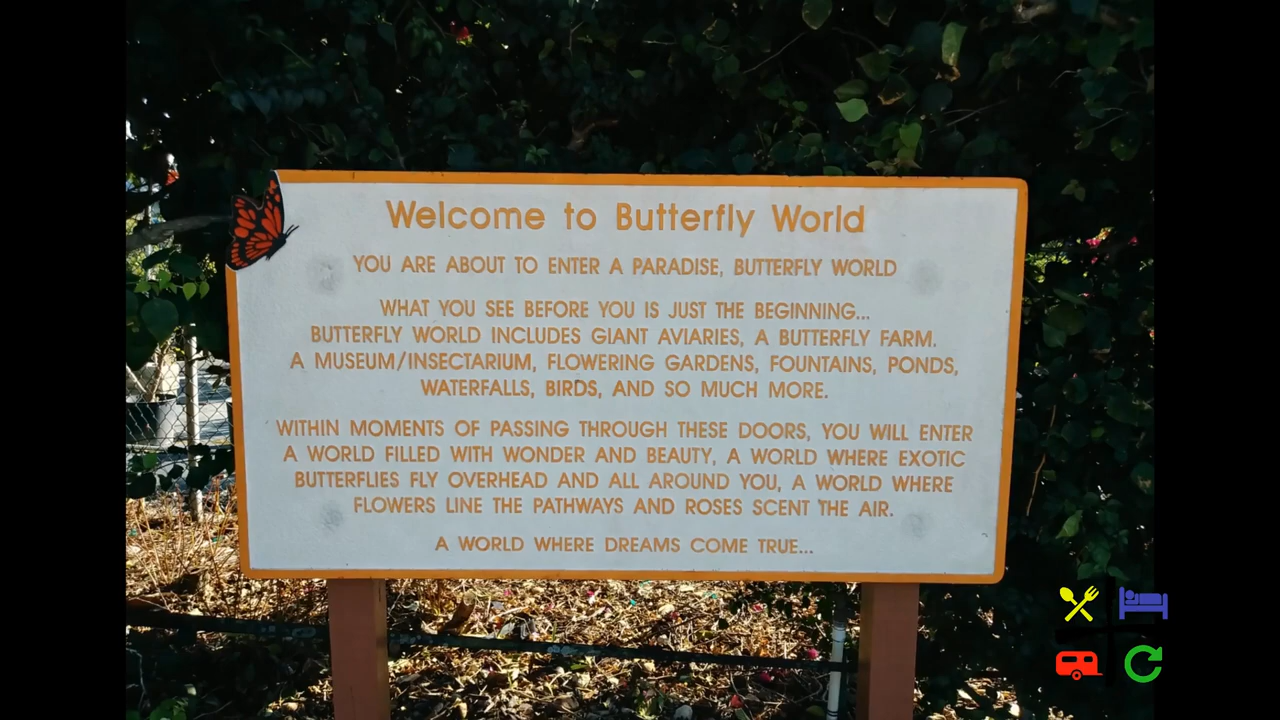 Welcome to Butterfly World
YOU ARE ABOUT TO ENTER A PARADISE, BUTTERFLY WORLD
WHAT YOU SEE BEFORE YOU IS JUST THE BEGINNING...
BUTTERFLY WORLD INCLUDES GIANT AVIARIES, A BUTTERFLY FARM.
A MUSEUM/INSECTARIUM, FLOWERING GARDENS, FOUNTAINS, PONDS,
WATERFALLS, BIRDS, AND SO MUCH MORE.
WITHIN MOMENTS OF PASSING THROUGH THESE DOORS, YOU WILL ENTER
A WORLD FILLED WITH WONDER AND BEAUTY, A WORLD WHERE EXOTIC
BUTTERFLIES FLY OVERHEAD AND ALL AROUND YOU, A WORLD WHERE
FLOWERS LINE THE PATHWAYS AND ROSES SCENT THE AIR.
A WORLD WHERE DREAMS COME TRUE...